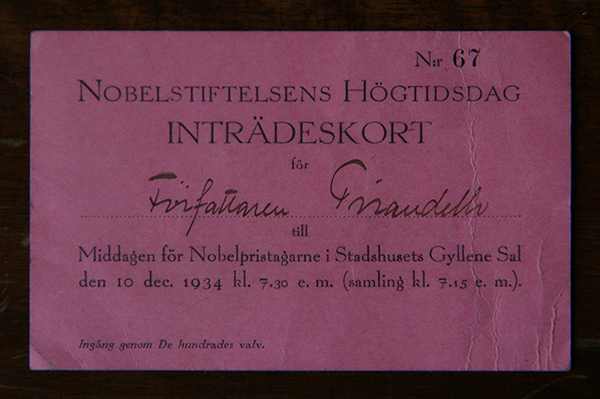 N:r 67
NOBELSTIFTELSENS HÖGTIDSDAG
INTRÄDESKORT
för
Författaren Pirandello
till
Middagen för Nobelpristagarne i Stadshusets Gyllene Sal
den 10 dec. 1934 kl. 7.30 e. m. (samling kl. 7.15 e. m.).
Ingång genom De hundrades valv.